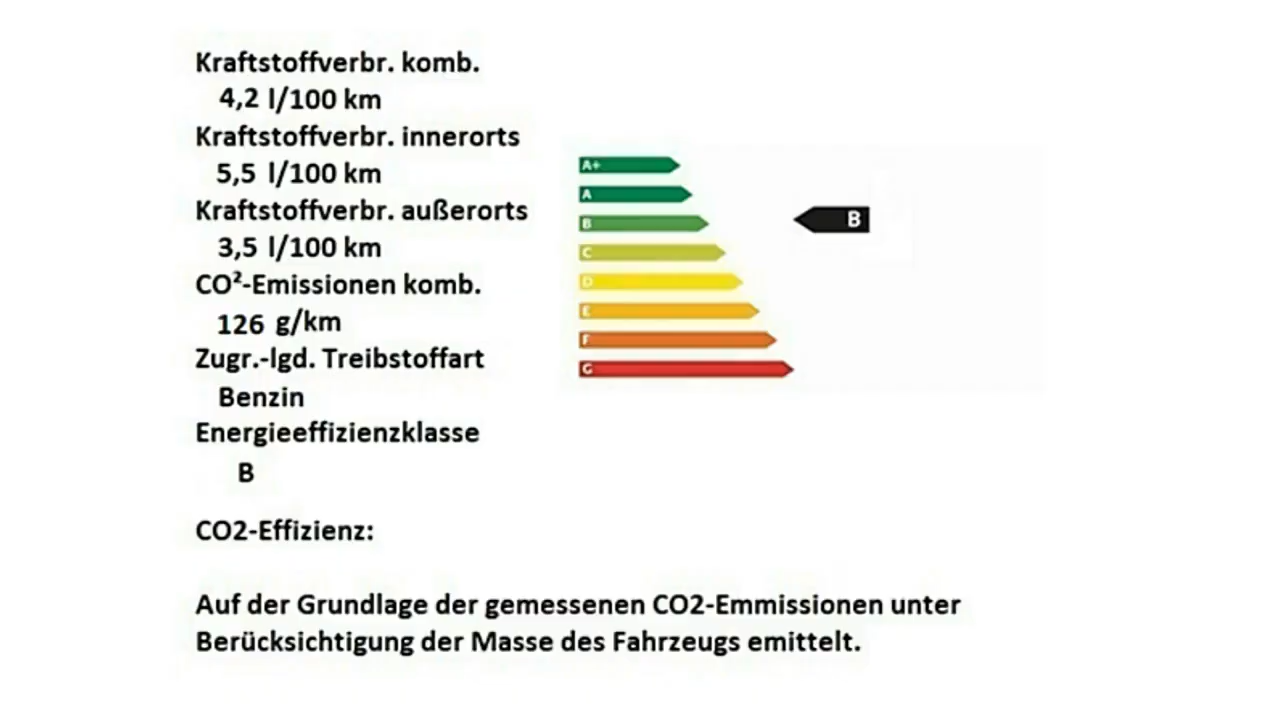 Kraftstoffverbr. komb.
4,2 l/100 km
Kraftstoffverbr. innerorts
5,5 l/100 km
Kraftstoffverbr. außerorts
3,5 l/100 km
CO²-Emissionen komb.
126 g/km
Zugr.-lgd. Treibstoffart
Benzin
Energieeffizienzklasse
B
A+
A
B
B
C
D
E
F
G
CO2-Effizienz:
Auf der Grundlage der gemessenen CO2-Emmissionen unter
Berücksichtigung der Masse des Fahrzeugs emittelt.